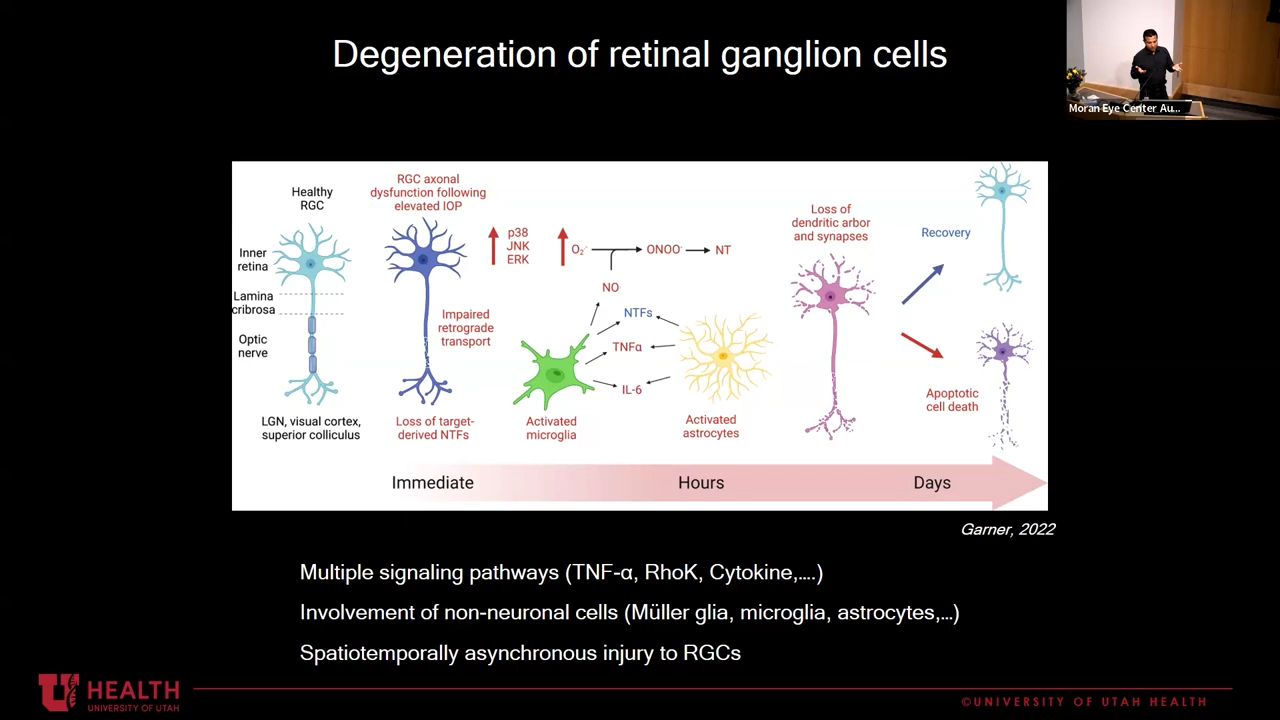 Degeneration of retinal ganglion cells
Moran Eye Center Au...
Healthy
RGC
Inner
retina
Lamina
cribrosa
Optic
nerve
LGN, visual cortex,
superior colliculus
RGC axonal
dysfunction following
elevated IOP
Impaired
retrograde
transport
Loss of target-
derived NTFs
p38
JNK
ERK
O₂⁻
ONOO⁻
NT
NO
NTFs
TNFα
IL-6
Activated
microglia
Activated
astrocytes
Loss of
dendritic arbor
and synapses
Recovery
Apoptotic
cell death
Immediate
Hours
Days
Garner, 2022
Multiple signaling pathways (TNF-α, RhoK, Cytokine,....)
Involvement of non-neuronal cells (Müller glia, microglia, astrocytes,...)
Spatiotemporally asynchronous injury to RGCs
U HEALTH
UNIVERSITY OF UTAH
©UNIVERSITY OF UTAH HEALTH